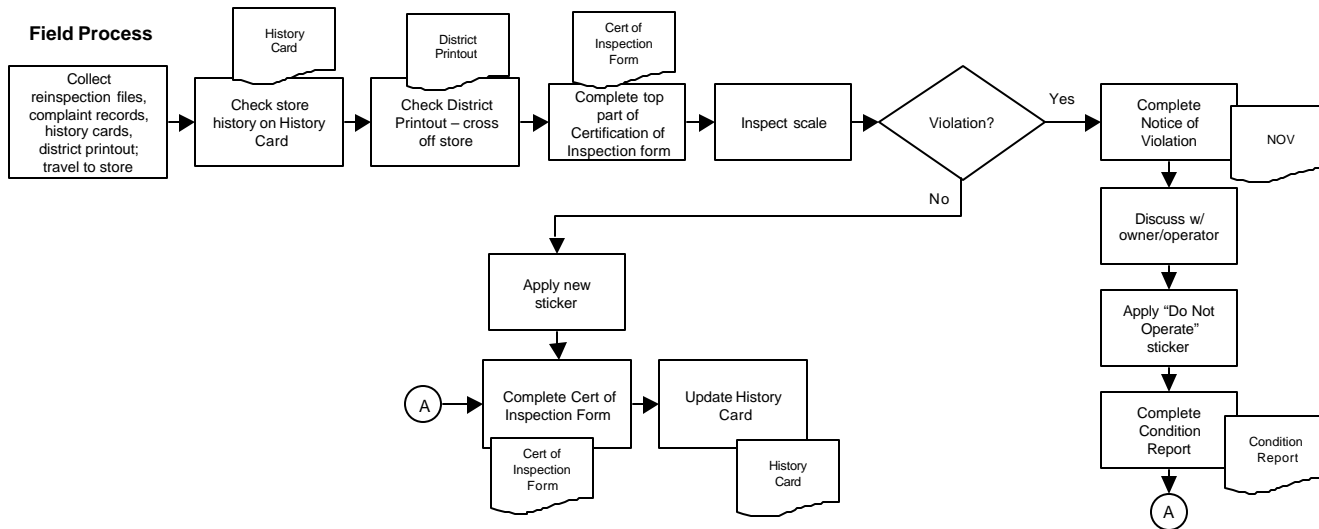 Field Process
History
Card
District
Printout
Cert of
Inspection
Form
Collect
reinspection files,
complaint records,
history cards,
district printout;
travel to store
Check store
history on History
Card
Check District
Printout – cross
off store
Complete top
part of
Certification of
Inspection form
Inspect scale
Violation?
Yes
Complete
Notice of
Violation
NOV
No
Discuss w/
owner/operator
Apply new
sticker
Apply “Do Not
Operate”
sticker
A
Complete Cert of
Inspection Form
Cert of
Inspection
Form
Update History
Card
History
Card
Complete
Condition
Report
Condition
Report
A